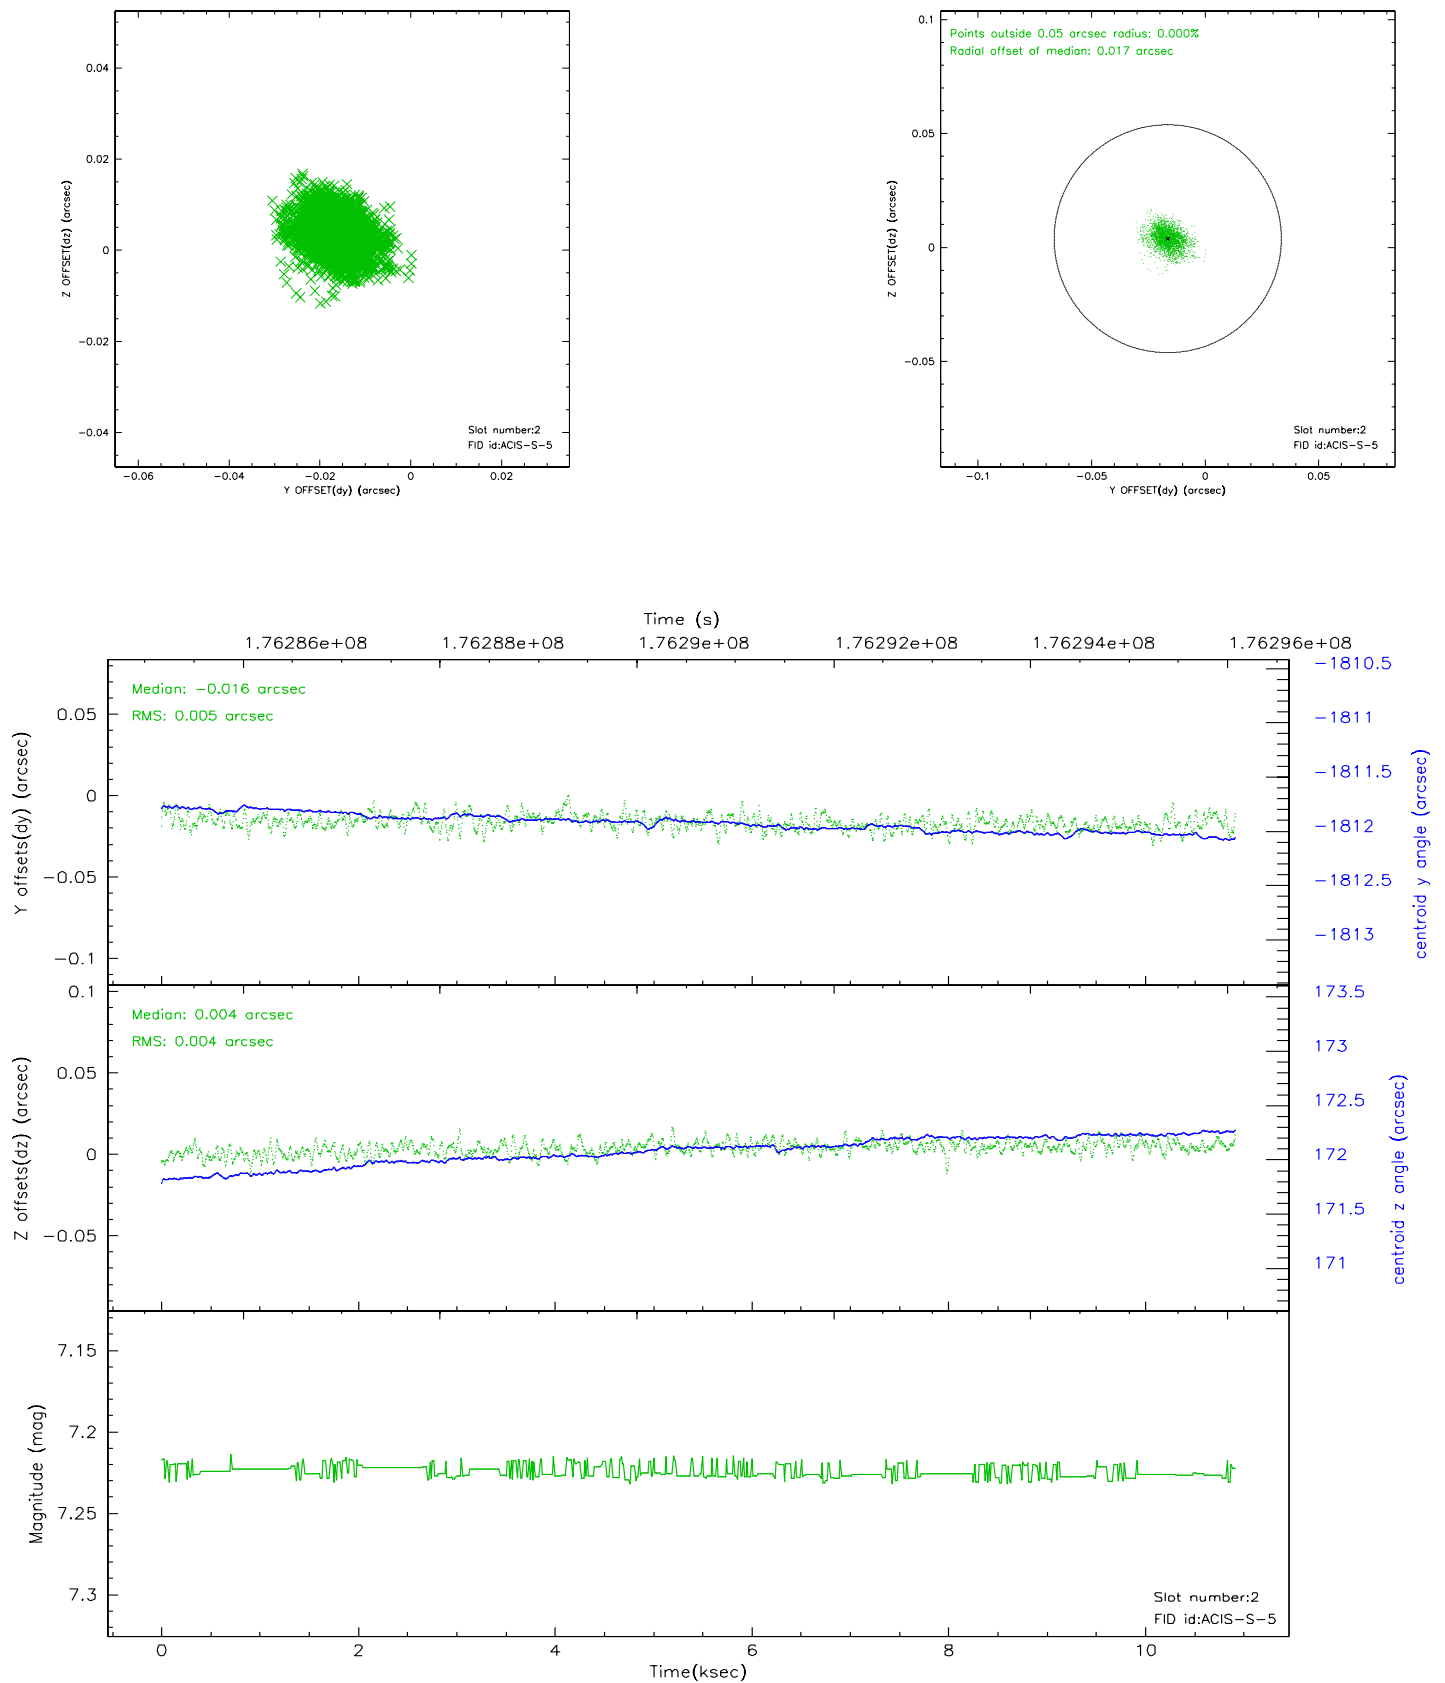 0.04
0.02
0
-0.02
-0.04
Z OFFSET(dz) (arcsec)
Slot number:2
FID id:ACIS-S-5
-0.06
-0.04
-0.02
0
0.02
Y OFFSET(dy) (arcsec)
0.1
0.05
0
-0.05
Z OFFSET(dz) (arcsec)
Points outside 0.05 arcsec radius: 0.000%
Radial offset of median: 0.017 arcsec
Slot number:2
FID id:ACIS-S-5
-0.1
-0.05
0
0.05
Y OFFSET(dy) (arcsec)
Time (s)
1.76286e+08
1.76288e+08
1.7629e+08
1.76292e+08
1.76294e+08
1.76296e+08
Median: -0.016 arcsec
RMS: 0.005 arcsec
0.05
0
-0.05
-0.1
Y offsets(dy) (arcsec)
-1810.5
-1811
-1811.5
-1812
-1812.5
-1813
centroid y angle (arcsec)
Median: 0.004 arcsec
RMS: 0.004 arcsec
0.1
0.05
0
-0.05
Z offsets(dz) (arcsec)
173.5
173
172.5
172
171.5
171
centroid z angle (arcsec)
7.15
7.2
7.25
7.3
Magnitude (mag)
Slot number:2
FID id:ACIS-S-5
0
2
4
6
8
10
Time(ksec)